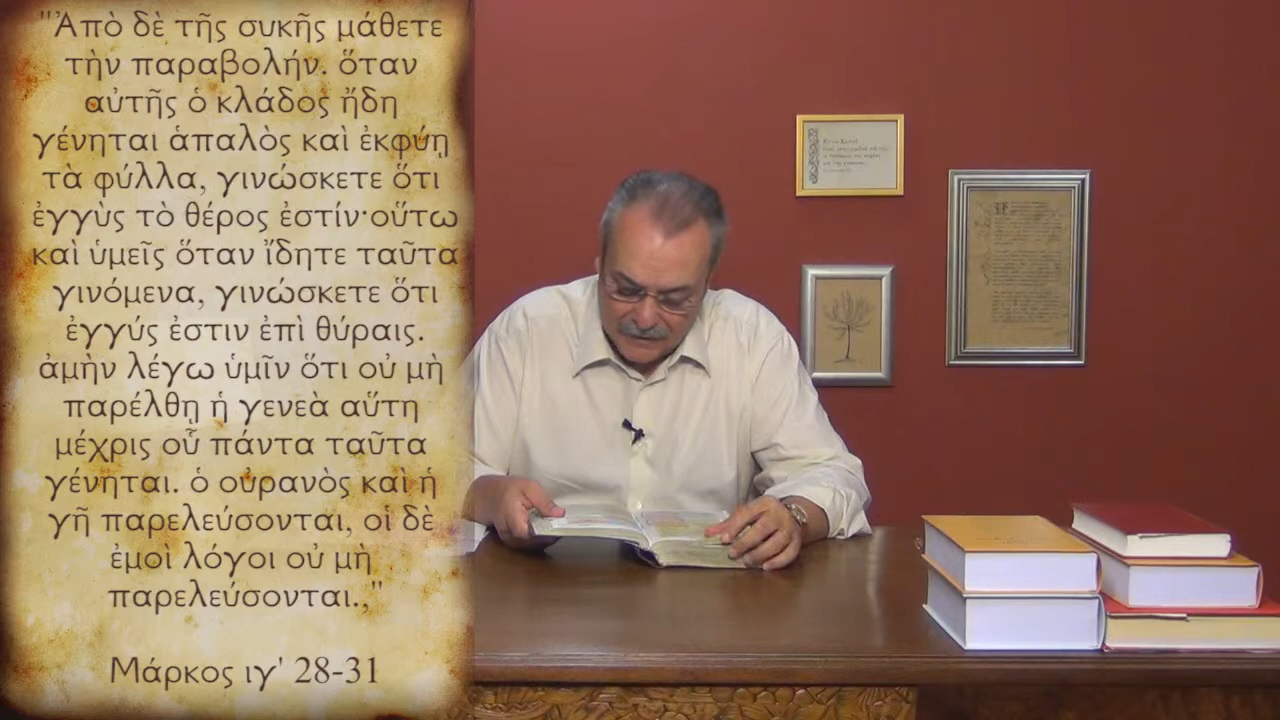 "Ἀπὸ δὲ τῆς συκῆς μάθετε
τὴν παραβολήν. ὅταν
αὐτῆς ὁ κλάδος ἤδη
γένηται ἁπαλὸς καὶ ἐκφύῃ
τὰ φύλλα, γινώσκετε ὅτι
ἐγγὺς τὸ θέρος ἐστίν·οὕτω
καὶ ὑμεῖς ὅταν ἴδητε ταῦτα
γινόμενα, γινώσκετε ὅτι
ἐγγύς ἐστιν ἐπὶ θύραις.
ἀμὴν λέγω ὑμῖν ὅτι οὐ μὴ
παρέλθῃ ἡ γενεὰ αὕτη
μέχρις οὗ πάντα ταῦτα
γένηται. ὁ οὐρανὸς καὶ ἡ
γῆ παρελεύσονται, οἱ δὲ
ἐμοὶ λόγοι οὐ μὴ
παρελεύσονται.,"
Μάρκος ιγ' 28-31